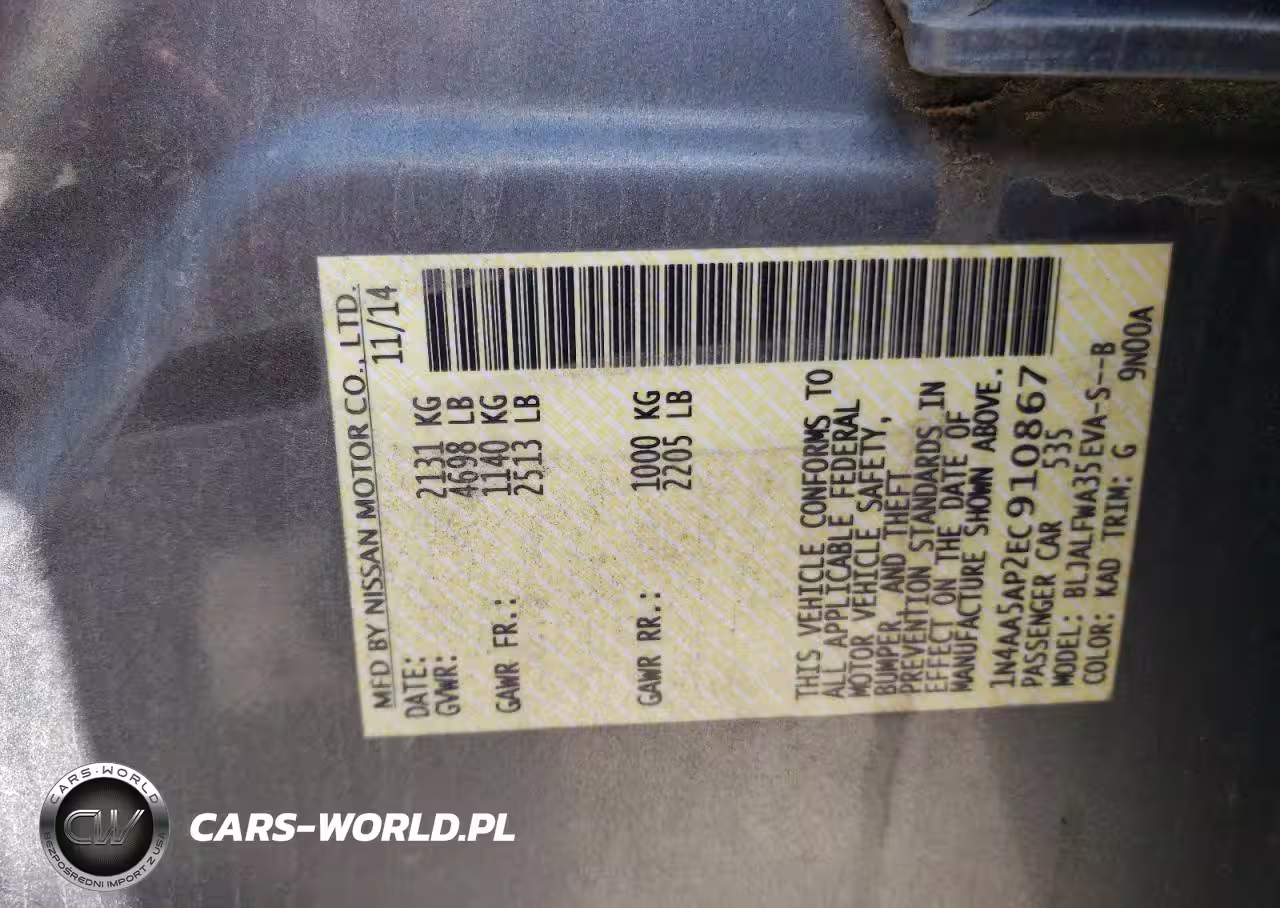 MFD BY NISSAN MOTOR CO., LTD.
DATE: 11/14
GVWR: 2131 KG
4698 LB
GAWR FR.: 1140 KG
2513 LB
GAWR RR.: 1000 KG
2205 LB
THIS VEHICLE CONFORMS TO
ALL APPLICABLE FEDERAL
MOTOR VEHICLE SAFETY,
BUMPER, AND THEFT
PREVENTION STANDARDS IN
EFFECT ON THE DATE OF
MANUFACTURE SHOWN ABOVE.
1N4AA5AP2EC910867
PASSENGER CAR 535
MODEL: BLJALFWA35EVA-S--B
COLOR: KAD TRIM: G 9N00A
CARS-WORLD
CW
BEZPOŚREDNI IMPORT Z USA
CARS-WORLD.PL